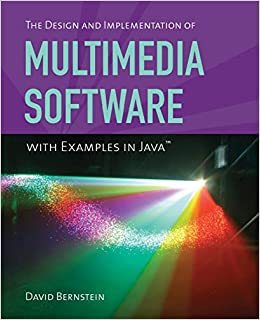 The Design and Implementation of
MULTIMEDIA
SOFTWARE
with Examples in Java™
David Bernstein